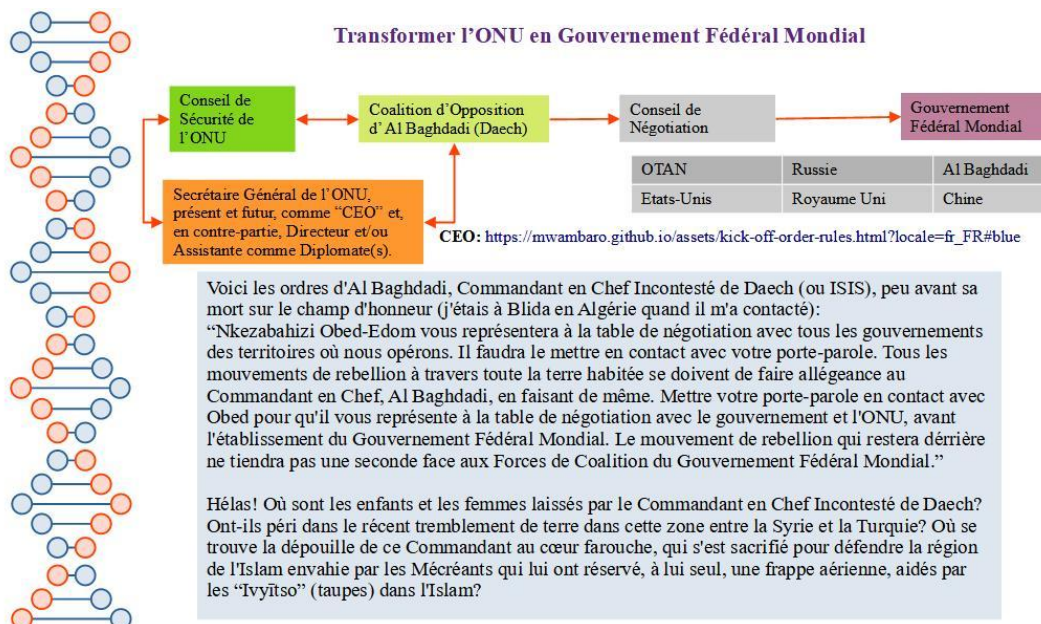 Transformer l'ONU en Gouvernement Fédéral Mondial
Conseil de
Sécurité de
l'ONU
Coalition d'Opposition
d'Al Baghdadi (Daech)
Conseil de
Négotiation
Gouvernement
Fédéral Mondial
OTAN Russie Al Baghdadi
Etats-Unis Royaume Uni Chine
Secrétaire Général de l'ONU,
présent et futur, comme “CEO” et,
en contre-partie, Directeur et/ou
Assistante comme Diplomate(s).
CEO: https://mwambaro.github.io/assets/kick-off-order-rules.html?locale=fr_FR#blue
Voici les ordres d'Al Baghdadi, Commandant en Chef Incontesté de Daech (ou ISIS), peu avant sa
mort sur le champ d'honneur (j'étais à Blida en Algérie quand il m'a contacté):
“Nkezabahizi Obed-Edom vous représentera à la table de négotiation avec tous les gouvernements
des territoires où nous opérons. Il faudra le mettre en contact avec votre porte-parole. Tous les
mouvements de rebellion à travers toute la terre habitée se doivent de faire allégeance au
Commandant en Chef, Al Baghdadi, en faisant de même. Mettre votre porte-parole en contact avec
Obed pour qu'il vous représente à la table de négotiation avec le gouvernement et l'ONU, avant
l'établissement du Gouvernement Fédéral Mondial. Le mouvement de rebellion qui restera dérrière
ne tiendra pas une seconde face aux Forces de Coalition du Gouvernement Fédéral Mondial.”
Hélas! Où sont les enfants et les femmes laissés par le Commandant en Chef Incontesté de Daech?
Ont-ils péri dans le récent tremblement de terre dans cette zone entre la Syrie et la Turquie? Où se
trouve la dépouille de ce Commandant au cœur farouche, qui s'est sacrifié pour défendre la région
de l'Islam envahie par les Mécréants qui lui ont réservé, à lui seul, une frappe aérienne, aidés par
les “Ivyītso” (taupes) dans l'Islam?